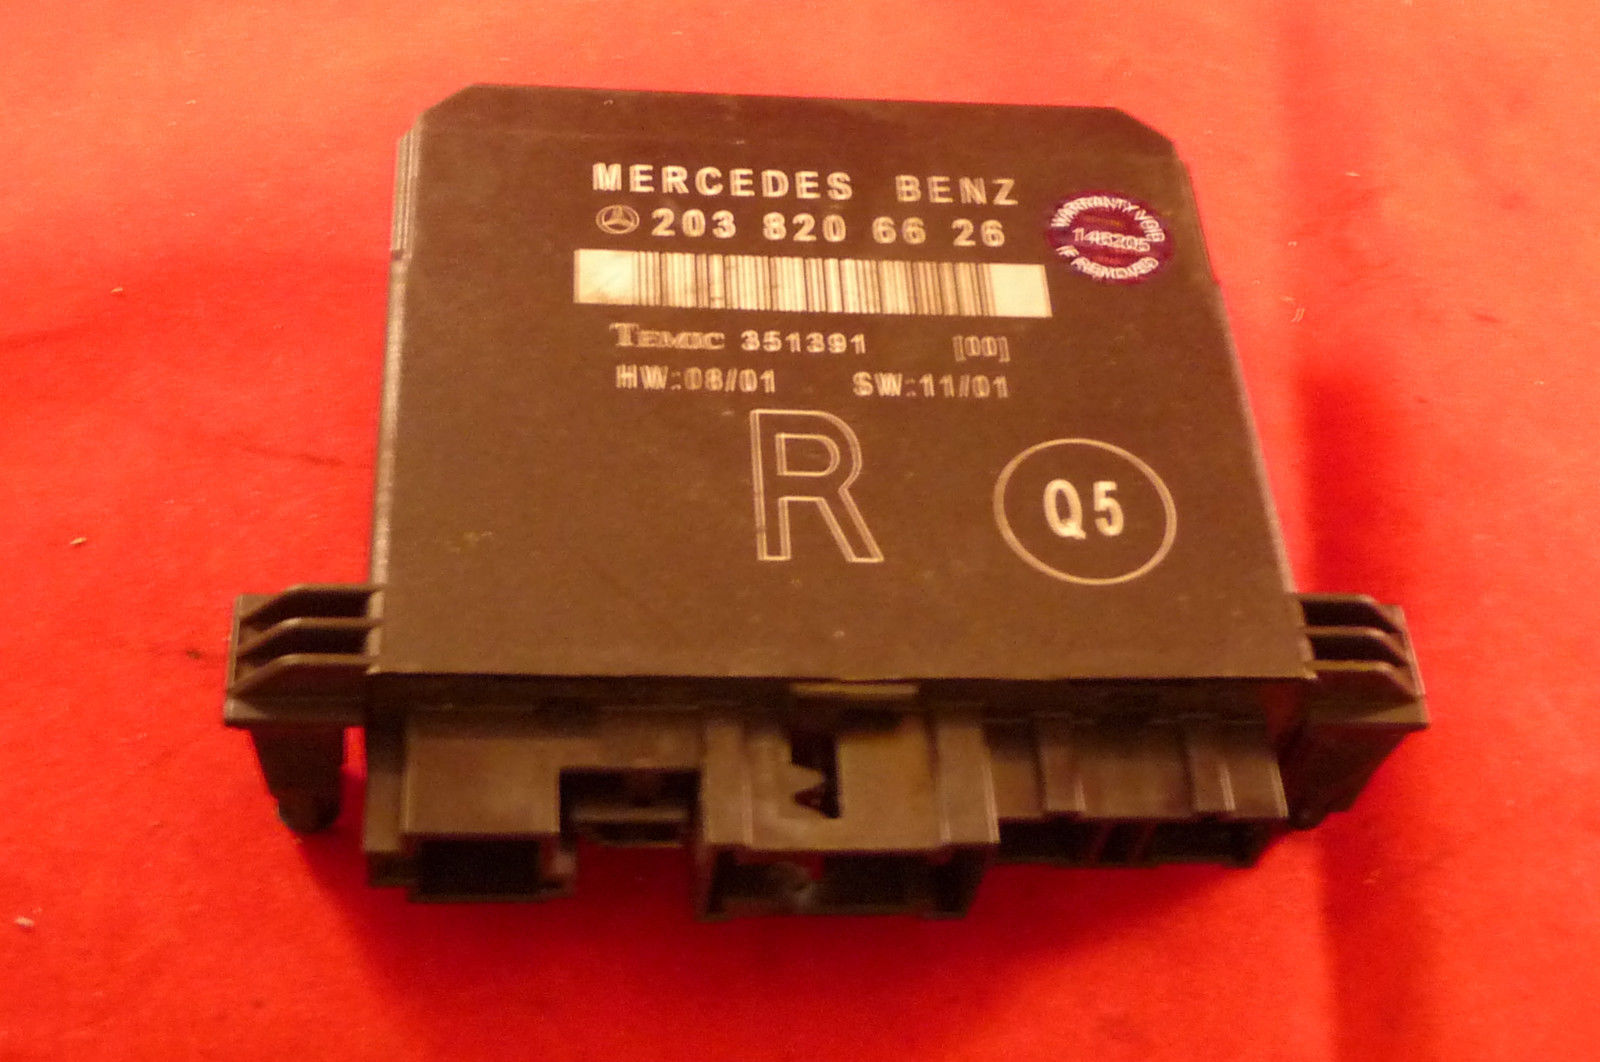 MERCEDES BENZ
203 820 66 26
WARRANTY VOID
146205
IF REMOVED
TEMIC 351391 [00]
HW:08/01 SW:11/01
R
Q5